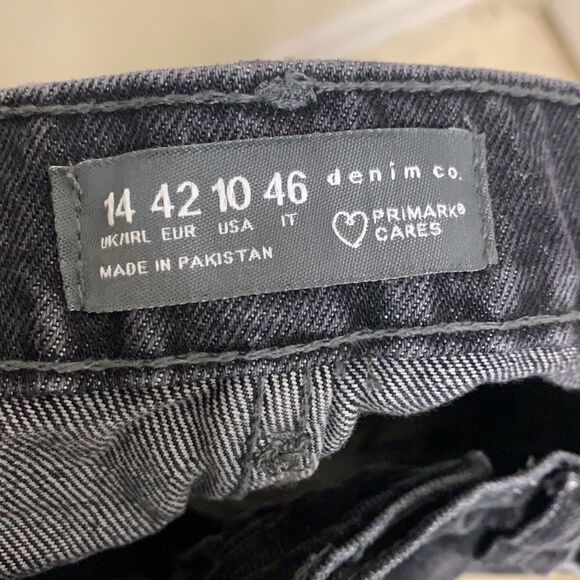 14 42 10 46
UK/IRL EUR USA IT
MADE IN PAKISTAN
denim co.
PRIMARK®
CARES